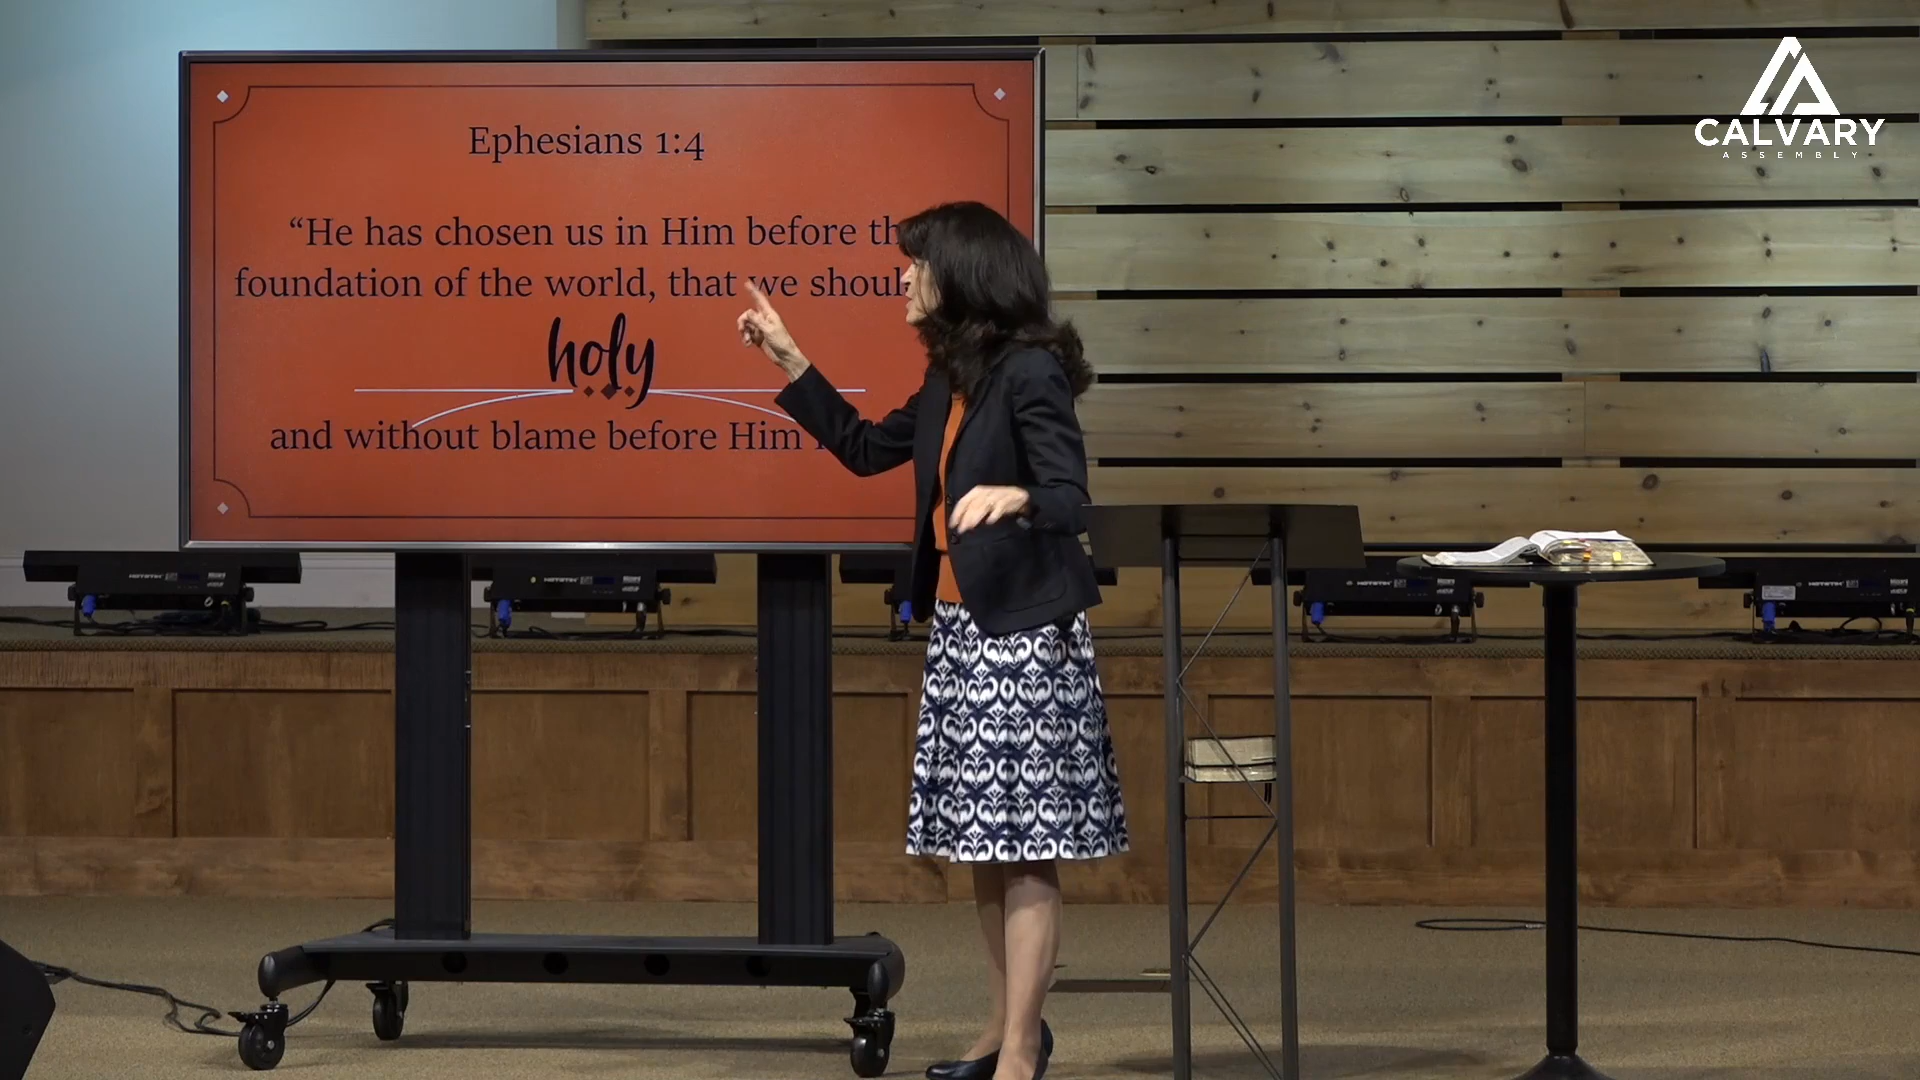 Ephesians 1:4
“He has chosen us in Him before th
foundation of the world, that we shoul
holy
and without blame before Him
CALVARY
ASSEMBLY